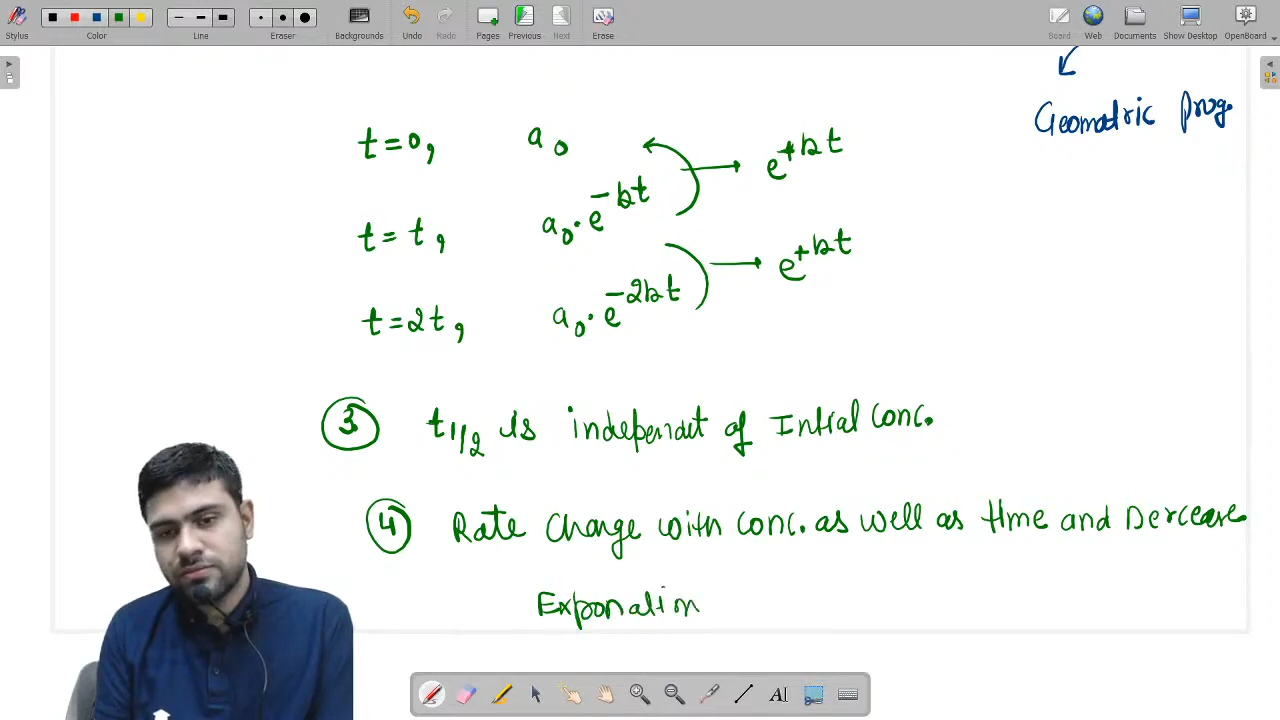 Stylus Color Line Eraser Backgrounds Undo Redo Pages Previous Next Erase Board Web Documents Show Desktop OpenBoard
Geomatric Prog.
t=0, a₀ → e^{+kt}
t=t, a₀·e^{-kt}
→ e^{+kt}
t=2t, a₀·e^{-2kt}
③ t1/2 is independent of Initial Conc.
④ Rate Change with Conc. as well as time and Dercease
Exponatin
AI